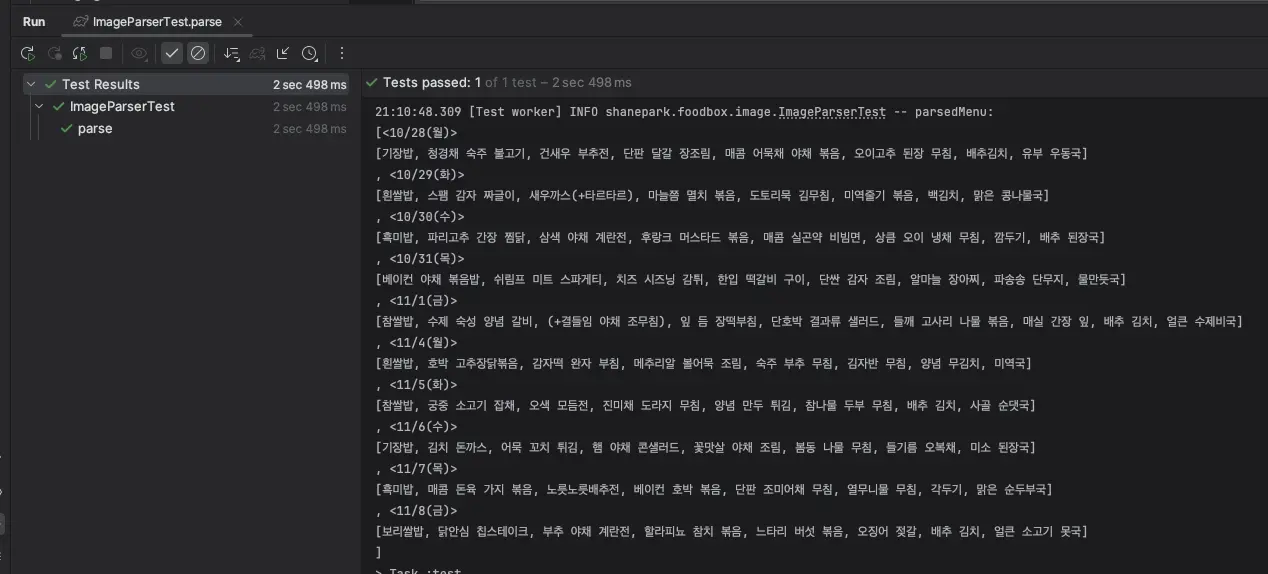 Run ImageParserTest.parse
Test Results 2 sec 498 ms
ImageParserTest 2 sec 498 ms
parse 2 sec 498 ms
Tests passed: 1 of 1 test – 2 sec 498 ms
21:10:48.309 [Test worker] INFO shanepark.foodbox.image.ImageParserTest -- parsedMenu:
[<10/28(월)>
[기장밥, 청경채 숙주 불고기, 건새우 부추전, 단판 달갈 장조림, 매콤 어묵채 야채 볶음, 오이고추 된장 무침, 배추김치, 유부 우동국]
, <10/29(화)>
[흰쌀밥, 스팸 감자 짜글이, 새우까스(+타르타르), 마늘쫑 멸치 볶음, 도토리묵 김무침, 미역줄기 볶음, 백김치, 맑은 콩나물국]
, <10/30(수)>
[흑미밥, 파리고추 간장 찜닭, 삼색 야채 계란전, 후랑크 머스타드 볶음, 매콤 실곤약 비빔면, 상큼 오이 냉채 무침, 깜두기, 배추 된장국]
, <10/31(목)>
[베이컨 야채 볶음밥, 쉬림프 미트 스파게티, 치즈 시즈닝 감튀, 한입 떡갈비 구이, 단싼 감자 조림, 알마늘 장아찌, 파송송 단무지, 물만둣국]
, <11/1(금)>
[참쌀밥, 수제 숙성 양념 갈비, (+결들임 야채 조무침), 잎 듬 장떡부침, 단호박 결과류 샐러드, 들깨 고사리 나물 볶음, 매실 간장 잎, 배추 김치, 얼큰 수제비국]
, <11/4(월)>
[흰쌀밥, 호박 고추장닭볶음, 감자떡 완자 부침, 메추리알 볼어묵 조림, 숙주 부추 무침, 김자반 무침, 양념 무김치, 미역국]
, <11/5(화)>
[참쌀밥, 궁중 소고기 잡채, 오색 모듬전, 진미채 도라지 무침, 양념 만두 튀김, 참나물 두부 무침, 배추 김치, 사골 순댓국]
, <11/6(수)>
[기장밥, 김치 돈까스, 어묵 꼬치 튀김, 햄 야채 콘샐러드, 꽃맛살 야채 조림, 봄동 나물 무침, 들기름 오복채, 미소 된장국]
, <11/7(목)>
[흑미밥, 매콤 돈육 가지 볶음, 노릇노릇배추전, 베이컨 호박 볶음, 단판 조미어채 무침, 열무니물 무침, 각두기, 맑은 순두부국]
, <11/8(금)>
[보리쌀밥, 닭안심 칩스테이크, 부추 야채 계란전, 할라피뇨 참치 볶음, 느타리 버섯 볶음, 오징어 젖갈, 배추 김치, 얼큰 소고기 뭇국]
]
> Task :test